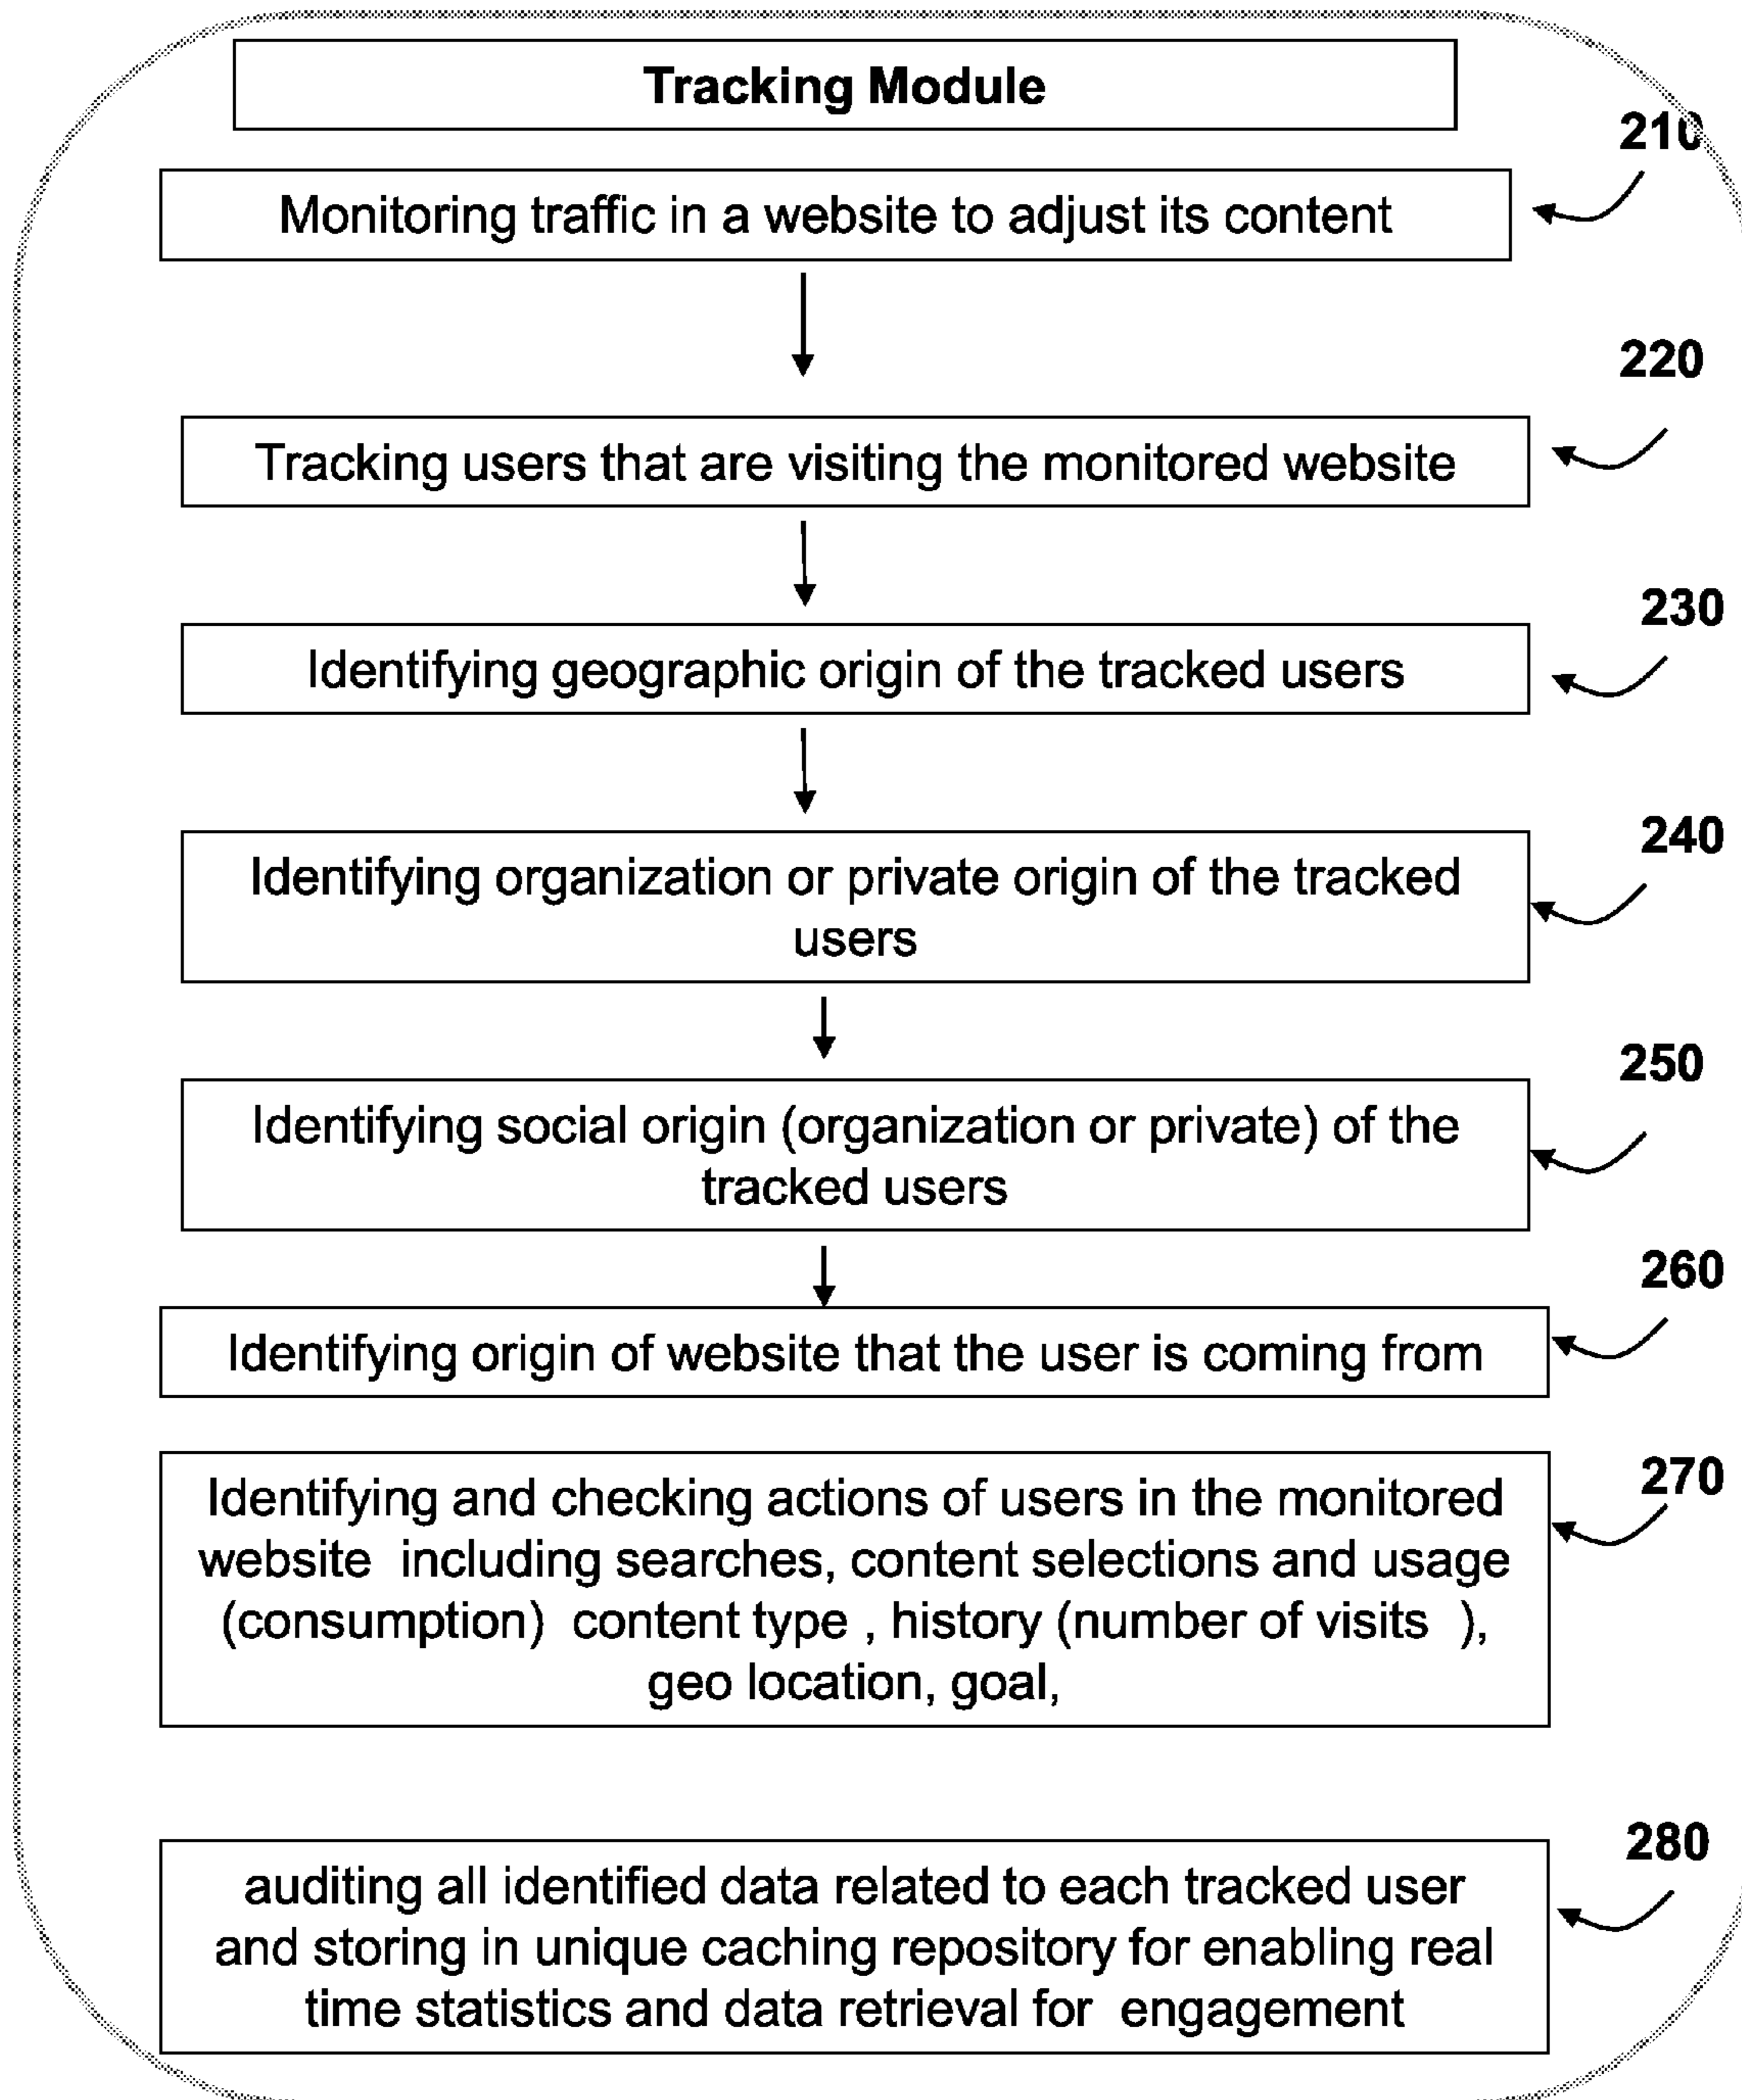 Tracking Module
210
Monitoring traffic in a website to adjust its content
220
Tracking users that are visiting the monitored website
230
Identifying geographic origin of the tracked users
240
Identifying organization or private origin of the tracked
users
250
Identifying social origin (organization or private) of the
tracked users
260
Identifying origin of website that the user is coming from
270
Identifying and checking actions of users in the monitored
website including searches, content selections and usage
(consumption) content type , history (number of visits ),
geo location, goal,
280
auditing all identified data related to each tracked user
and storing in unique caching repository for enabling real
time statistics and data retrieval for engagement